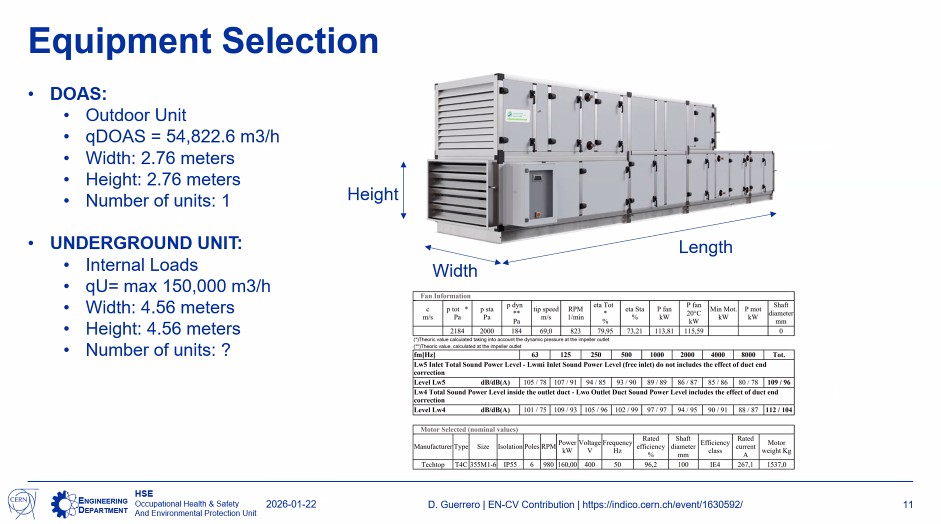 Equipment Selection
• DOAS:
• Outdoor Unit
• qDOAS = 54,822.6 m3/h
• Width: 2.76 meters
• Height: 2.76 meters
• Number of units: 1
• UNDERGROUND UNIT:
• Internal Loads
• qU= max 150,000 m3/h
• Width: 4.56 meters
• Height: 4.56 meters
• Number of units: ?
Height
Width
Length
Fan Information
c m/s | p tot * Pa | p sta Pa | p dyn ** Pa | tip speed m/s | RPM 1/min | eta Tot * % | eta Sta % | P fan kW | P fan 20°C kW | Min Mot. kW | P mot kW | Shaft diameter mm
2184 | 2000 | 184 | 69,0 | 823 | 79,95 | 73,21 | 113,81 | 115,59 | 0
(*)Theoric value calculated taking into account the dynamic pressure at the impeller outlet
(**)Theoric value, calculated at the impeller outlet
fm[Hz] 63 125 250 500 1000 2000 4000 8000 Tot.
Lw5 Inlet Total Sound Power Level - Lwmi Inlet Sound Power Level (free inlet) do not includes the effect of duct end
correction
Level Lw5 dB/dB(A) 105 / 78 107 / 91 94 / 85 93 / 90 89 / 89 86 / 87 85 / 86 80 / 78 109 / 96
Lw4 Total Sound Power Level inside the outlet duct - Lwo Outlet Duct Sound Power Level includes the effect of duct end
correction
Level Lw4 dB/dB(A) 101 / 75 109 / 93 105 / 96 102 / 99 97 / 97 94 / 95 90 / 91 88 / 87 112 / 104
Motor Selected (nominal values)
Manufacturer | Type | Size | Isolation | Poles | RPM | Power kW | Voltage V | Frequency Hz | Rated efficiency % | Shaft diameter mm | Efficiency class | Rated current A | Motor weight Kg
Techtop | T4C | 355M1-6 | IP55 | 6 | 980 | 160,00 | 400 | 50 | 96,2 | 100 | IE4 | 267,1 | 1537,0
CERN
ENGINEERING
DEPARTMENT
HSE
Occupational Health & Safety
And Environmental Protection Unit
2026-01-22
D. Guerrero | EN-CV Contribution | https://indico.cern.ch/event/1630592/
11